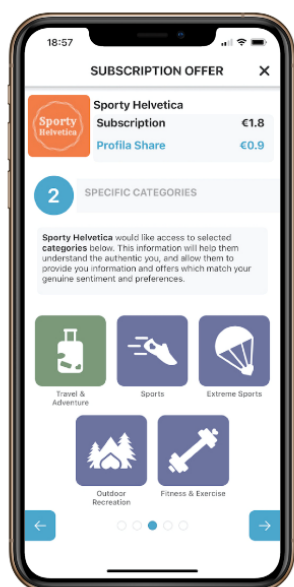 18:57
SUBSCRIPTION OFFER
Sporty
Helvetica
Sporty Helvetica
Subscription €1.8
Profila Share €0.9
2
SPECIFIC CATEGORIES
Sporty Helvetica would like access to selected
categories below. This information will help them
understand the authentic you, and allow them to
provide you information and offers which match your
genuine sentiment and preferences.
Travel &
Adventure
Sports
Extreme Sports
Outdoor
Recreation
Fitness & Exercise